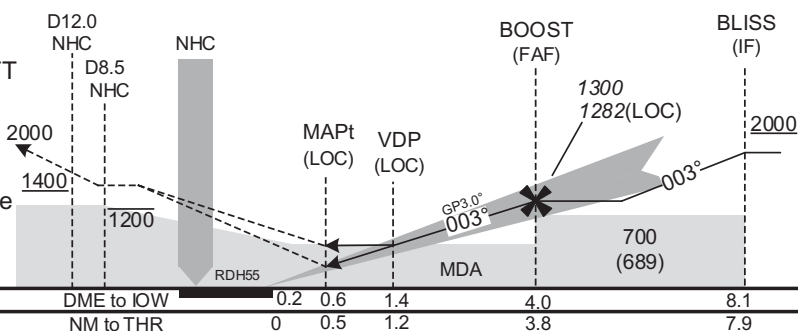 D12.0
NHC
D8.5
NHC
NHC
BOOST
(FAF)
BLISS
(IF)
T
1300
1282(LOC)
2000
MAPt
(LOC)
VDP
(LOC)
2000
1400
e
1200
GP3.0°
003°
003°
700
(689)
RDH55
MDA
DME to IOW 0.2 0.6 1.4 4.0 8.1
NM to THR 0 0.5 1.2 3.8 7.9